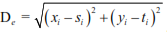 Dₑ = √((xᵢ − sᵢ)² + (yᵢ − tᵢ)²)